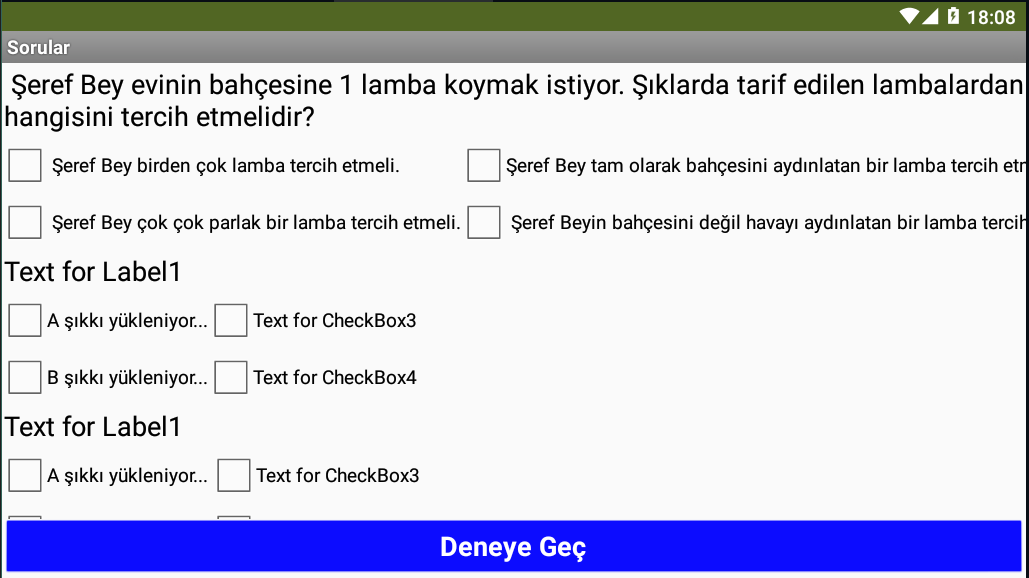 18:08
Sorular
Şeref Bey evinin bahçesine 1 lamba koymak istiyor. Şıklarda tarif edilen lambalardan
hangisini tercih etmelidir?
Şeref Bey birden çok lamba tercih etmeli. Şeref Bey tam olarak bahçesini aydınlatan bir lamba tercih
Şeref Bey çok çok parlak bir lamba tercih etmeli. Şeref Beyin bahçesini değil havayı aydınlatan bir lamba tercih
Text for Label1
A şıkkı yükleniyor... Text for CheckBox3
B şıkkı yükleniyor... Text for CheckBox4
Text for Label1
A şıkkı yükleniyor... Text for CheckBox3
Deneye Geç